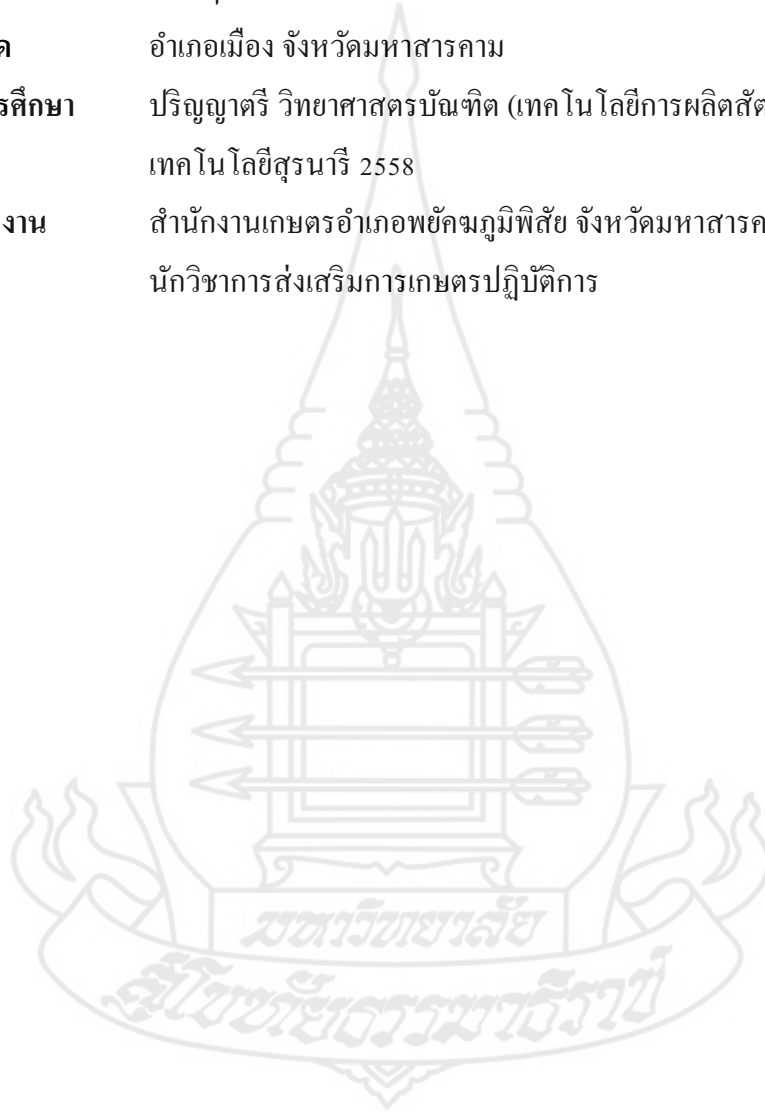 อำเภอเมือง จังหวัดมหาสารคาม
รศึกษา ปริญญาตรี วิทยาศาสตรบัณฑิต (เทคโนโลยีการผลิตสัต
เทคโนโลยีสุรนารี 2558
งาน สำนักงานเกษตรอำเภอพยัคฆภูมิพิสัย จังหวัดมหาสารค
นักวิชาการส่งเสริมการเกษตรปฏิบัติการ
มหาวิทยาลัย
สุโขทัยธรรมาธิราช